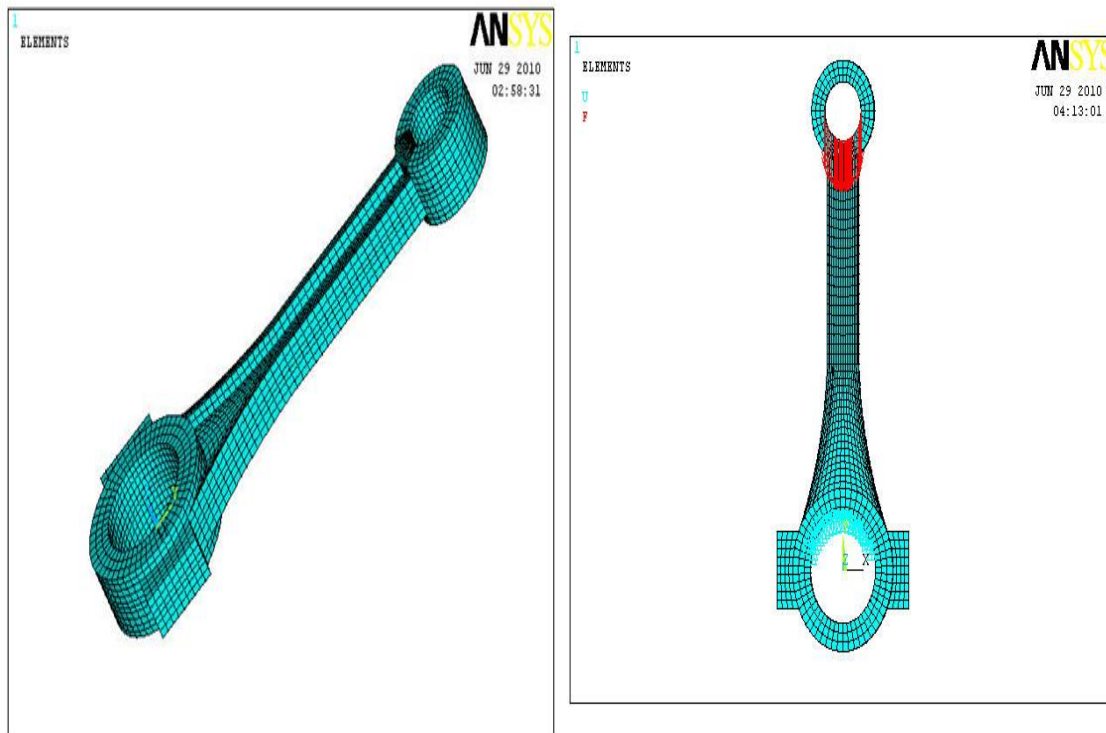 1
ELEMENTS
ANSYS
JUN 29 2010
02:58:31
1
ELEMENTS
U
F
ANSYS
JUN 29 2010
04:13:01
Y
Z X